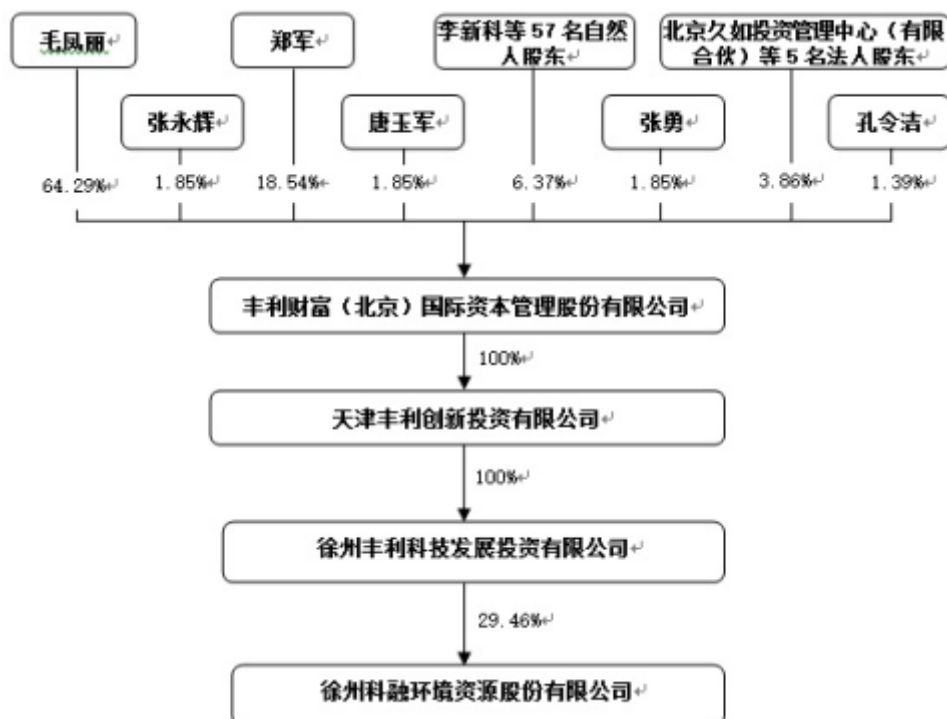 毛凤丽
郑军
李新科等 57 名自然
人股东
北京久如投资管理中心（有限
合伙）等 5 名法人股东
张永辉
唐玉军
张勇
孔令洁
64.29%
1.85%
18.54%
1.85%
6.37%
1.85%
3.86%
1.39%
丰利财富（北京）国际资本管理股份有限公司
100%
天津丰利创新投资有限公司
100%
徐州丰利科技发展投资有限公司
29.46%
徐州科融环境资源股份有限公司